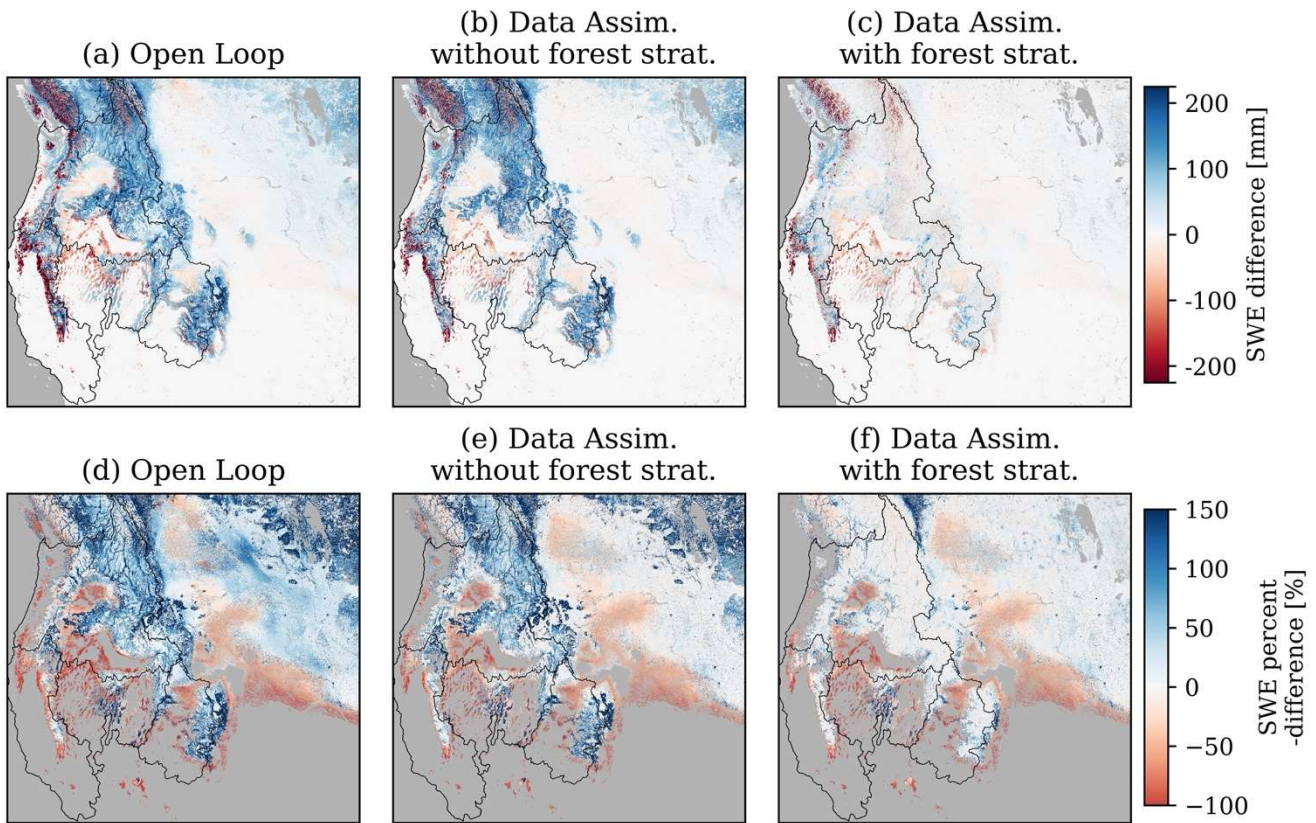 (a) Open Loop
(b) Data Assim.
without forest strat.
(c) Data Assim.
with forest strat.
200
100
0
-100
-200
SWE difference [mm]
(d) Open Loop
(e) Data Assim.
without forest strat.
(f) Data Assim.
with forest strat.
150
100
50
0
−50
−100
SWE percent
-difference [%]